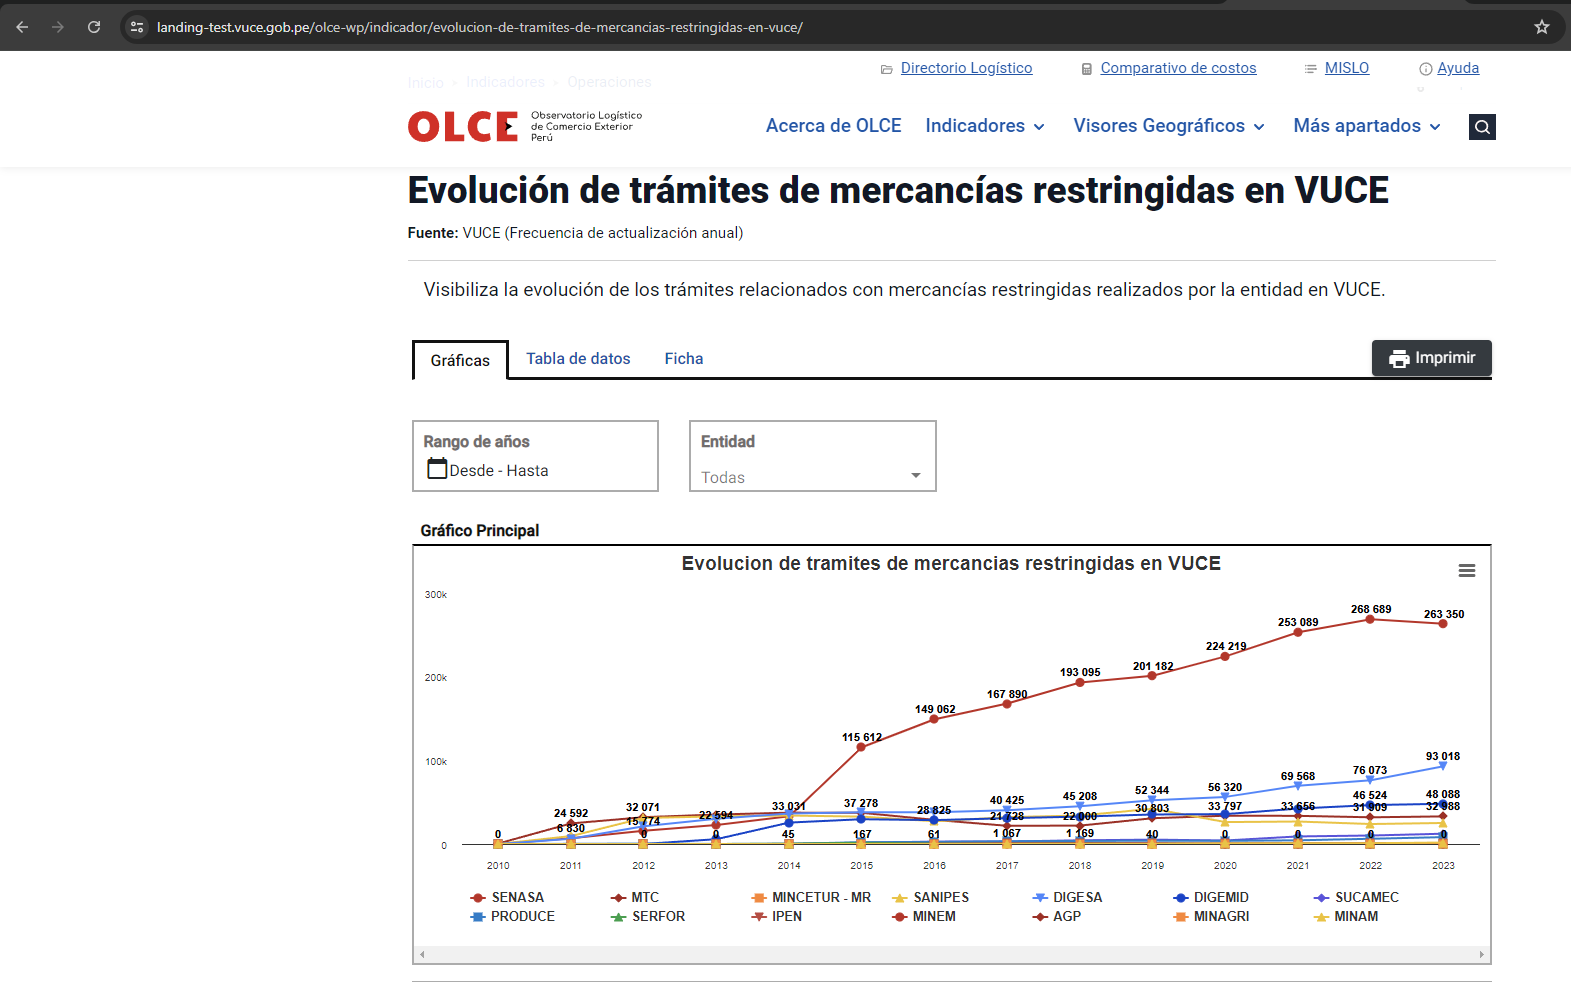 landing-test.vuce.gob.pe/olce-wp/indicador/evolucion-de-tramites-de-mercancias-restringidas-en-vuce/
Directorio Logístico Comparativo de costos MISLO Ayuda
Inicio > Indicadores > Operaciones
OLCE Observatorio Logístico
de Comercio Exterior
Perú
Acerca de OLCE Indicadores Visores Geográficos Más apartados
Evolución de trámites de mercancías restringidas en VUCE
Fuente: VUCE (Frecuencia de actualización anual)
Visibiliza la evolución de los trámites relacionados con mercancías restringidas realizados por la entidad en VUCE.
Gráficas Tabla de datos Ficha Imprimir
Rango de años
Desde - Hasta
Entidad
Todas
Gráfico Principal
Evolucion de tramites de mercancias restringidas en VUCE
300k
200k
100k
0
268 689
263 350
253 089
224 219
201 182
193 095
167 890
149 062
115 612
93 018
76 073
69 568
56 320
52 344
45 208
40 425
37 278
33 031
48 088
46 524
32 988
31 909
33 656
33 797
30 803
22 000
21 728
28 825
22 594
32 071
24 592
15 774
6 830
0 0 0 45 167 61 1 067 1 169 40 0 0 0 0
2010 2011 2012 2013 2014 2015 2016 2017 2018 2019 2020 2021 2022 2023
SENASA MTC MINCETUR - MR SANIPES DIGESA DIGEMID SUCAMEC
PRODUCE SERFOR IPEN MINEM AGP MINAGRI MINAM